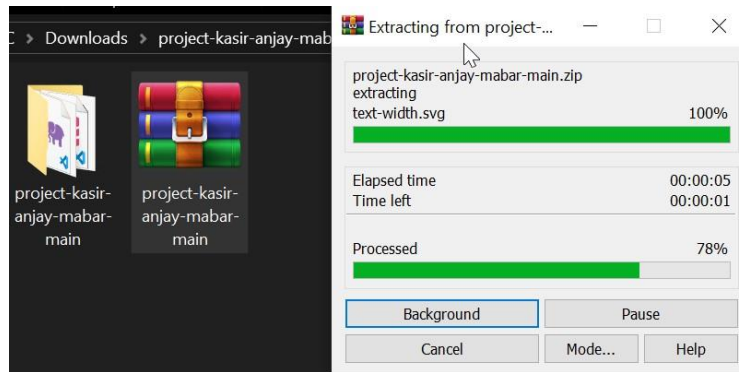 C > Downloads > project-kasir-anjay-mab
project-kasir-
anjay-mabar-
main
project-kasir-
anjay-mabar-
main
Extracting from project-...
project-kasir-anjay-mabar-main.zip
extracting
text-width.svg 100%
Elapsed time 00:00:05
Time left 00:00:01
Processed 78%
Background Pause
Cancel Mode... Help